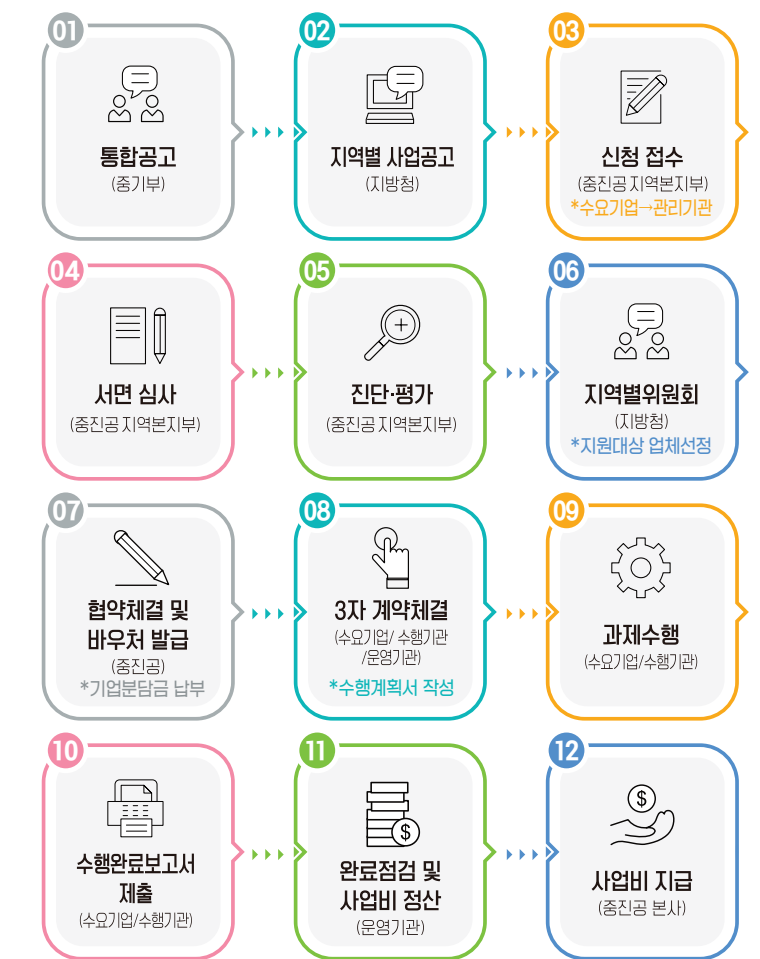 01
통합공고
(중기부)
02
지역별 사업공고
(지방청)
03
신청 접수
(중진공 지역본지부)
*수요기업→관리기관
04
서면 심사
(중진공 지역본지부)
05
진단·평가
(중진공 지역본지부)
06
지역별위원회
(지방청)
*지원대상 업체선정
07
협약체결 및
바우처 발급
(중진공)
*기업분담금 납부
08
3자 계약체결
(수요기업/ 수행기관
/운영기관)
*수행계획서 작성
09
과제수행
(수요기업/수행기관)
10
수행완료보고서
제출
(수요기업/수행기관)
11
완료점검 및
사업비 정산
(운영기관)
$
12
사업비 지급
(중진공 본사)
$